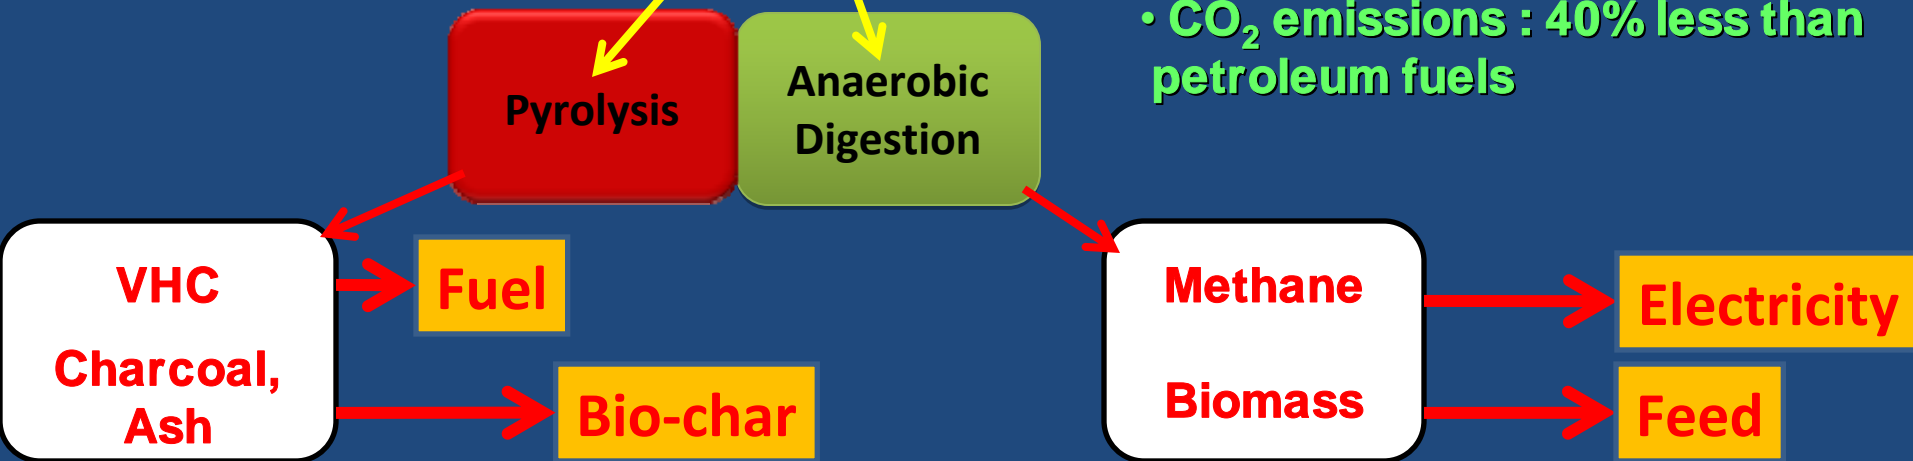 • CO₂ emissions : 40% less than
petroleum fuels
Pyrolysis
Anaerobic
Digestion
VHC
Charcoal,
Ash
Fuel
Bio-char
Methane
Biomass
Electricity
Feed